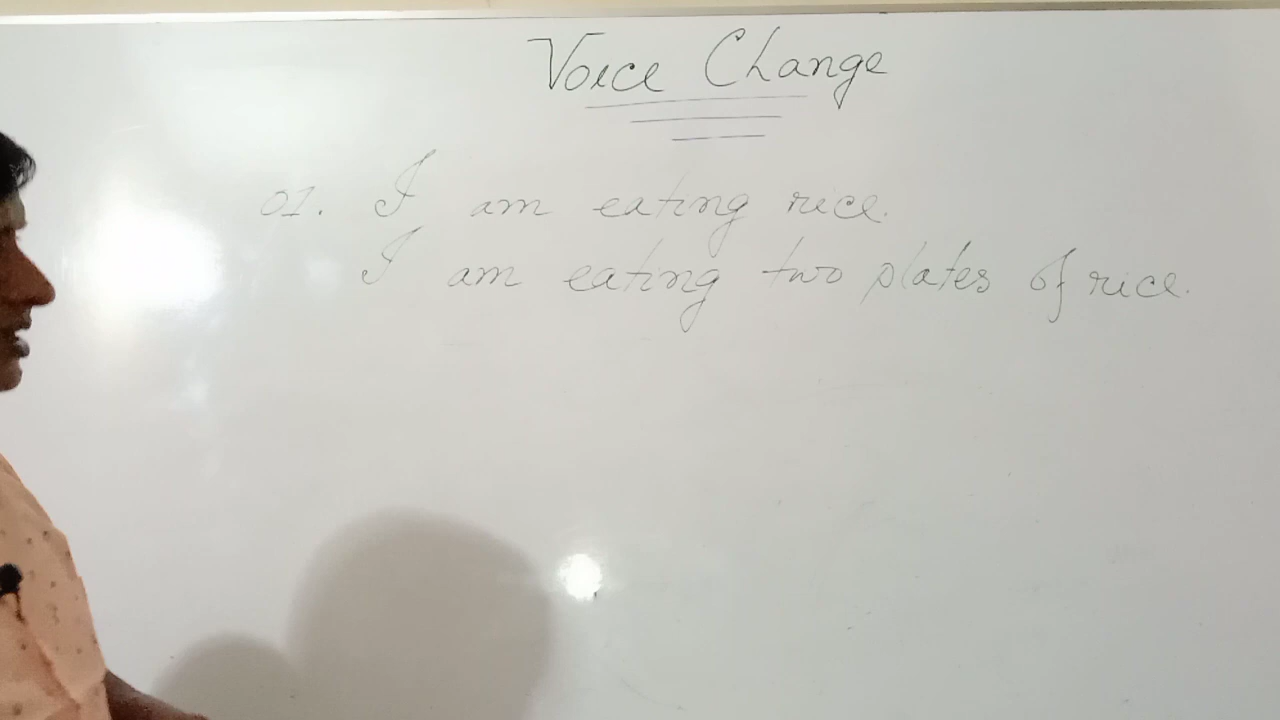 Voice Change
01. I am eating rice.
I am eating two plates of rice.